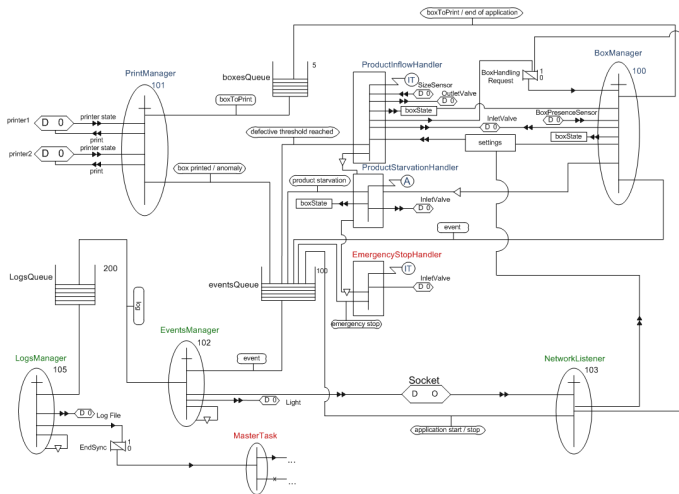 boxToPrint / end of application
5
boxesQueue
ProductInflowHandler
IT
BoxHandling
Request
1
0
BoxManager
100
PrintManager
101
SizeSensor
D 0
OutletValve
D 0
boxToPrint
boxState
BoxPresenceSensor
D 0
printer1
D 0
printer state
print
defective threshold reached
InletValve
D 0
boxState
settings
printer2
D 0
printer state
print
box printed / anomaly
ProductStarvationHandler
product starvation
A
boxState
InletValve
D 0
event
EmergencyStopHandler
IT
LogsQueue
200
eventsQueue
100
InletValve
D 0
log
emergency stop
EventsManager
102
LogsManager
105
event
NetworkListener
103
Socket
D O
D 0
Light
D 0
Log File
application start / stop
EndSync
1
0
MasterTask
...
...